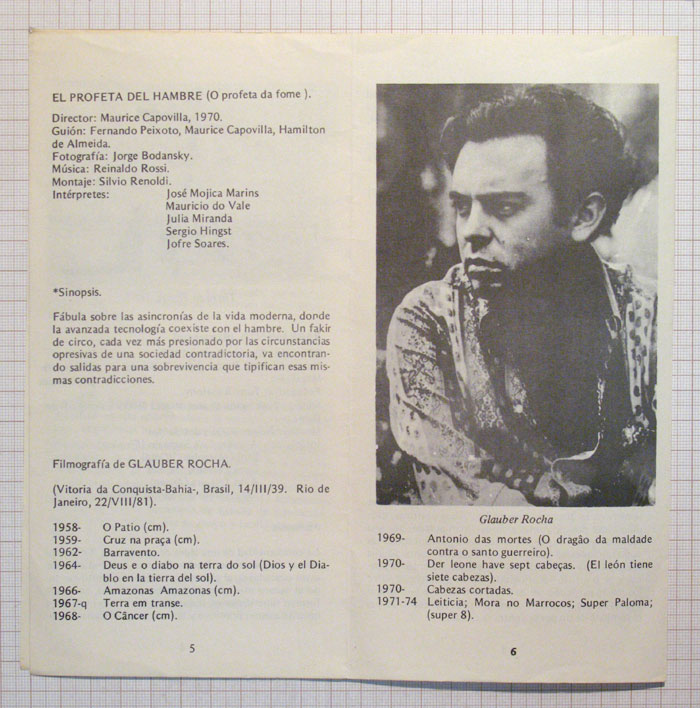 EL PROFETA DEL HAMBRE (O profeta da fome ).
Director: Maurice Capovilla, 1970.
Guión: Fernando Peixoto, Maurice Capovilla, Hamilton
de Almeida.
Fotografía: Jorge Bodansky.
Música: Reinaldo Rossi.
Montaje: Silvio Renoldi.
Intérpretes: José Mojica Marins
Mauricio do Vale
Julia Miranda
Sergio Hingst
Jofre Soares.
*Sinopsis.
Fábula sobre las asincronías de la vida moderna, donde
la avanzada tecnología coexiste con el hambre. Un fakir
de circo, cada vez más presionado por las circunstancias
opresivas de una sociedad contradictoria, va encontran-
do salidas para una sobrevivencia que tipifican esas mis-
mas contradicciones.
Filmografía de GLAUBER ROCHA.
(Vitoria da Conquista-Bahia-, Brasil, 14/III/39. Rio de
Janeiro, 22/VIII/81).
1958- O Patio (cm).
1959- Cruz na praça (cm).
1962- Barravento.
1964- Deus e o diabo na terra do sol (Dios y el Dia-
blo en la tierra del sol).
1966- Amazonas Amazonas (cm).
1967-q Terra em transe.
1968- O Câncer (cm).
5
Glauber Rocha
1969- Antonio das mortes (O dragâo da maldade
contra o santo guerreiro).
1970- Der leone have sept cabeças. (El león tiene
siete cabezas).
1970- Cabezas cortadas.
1971-74 Leiticia; Mora no Marrocos; Super Paloma;
(super 8).
6